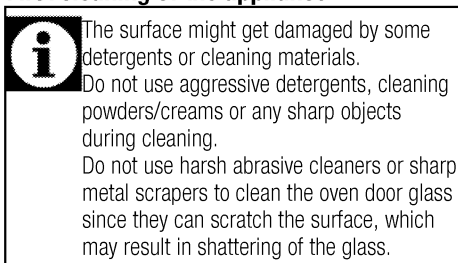 The surface might get damaged by some
detergents or cleaning materials.
Do not use aggressive detergents, cleaning
powders/creams or any sharp objects
during cleaning.
Do not use harsh abrasive cleaners or sharp
metal scrapers to clean the oven door glass
since they can scratch the surface, which
may result in shattering of the glass.